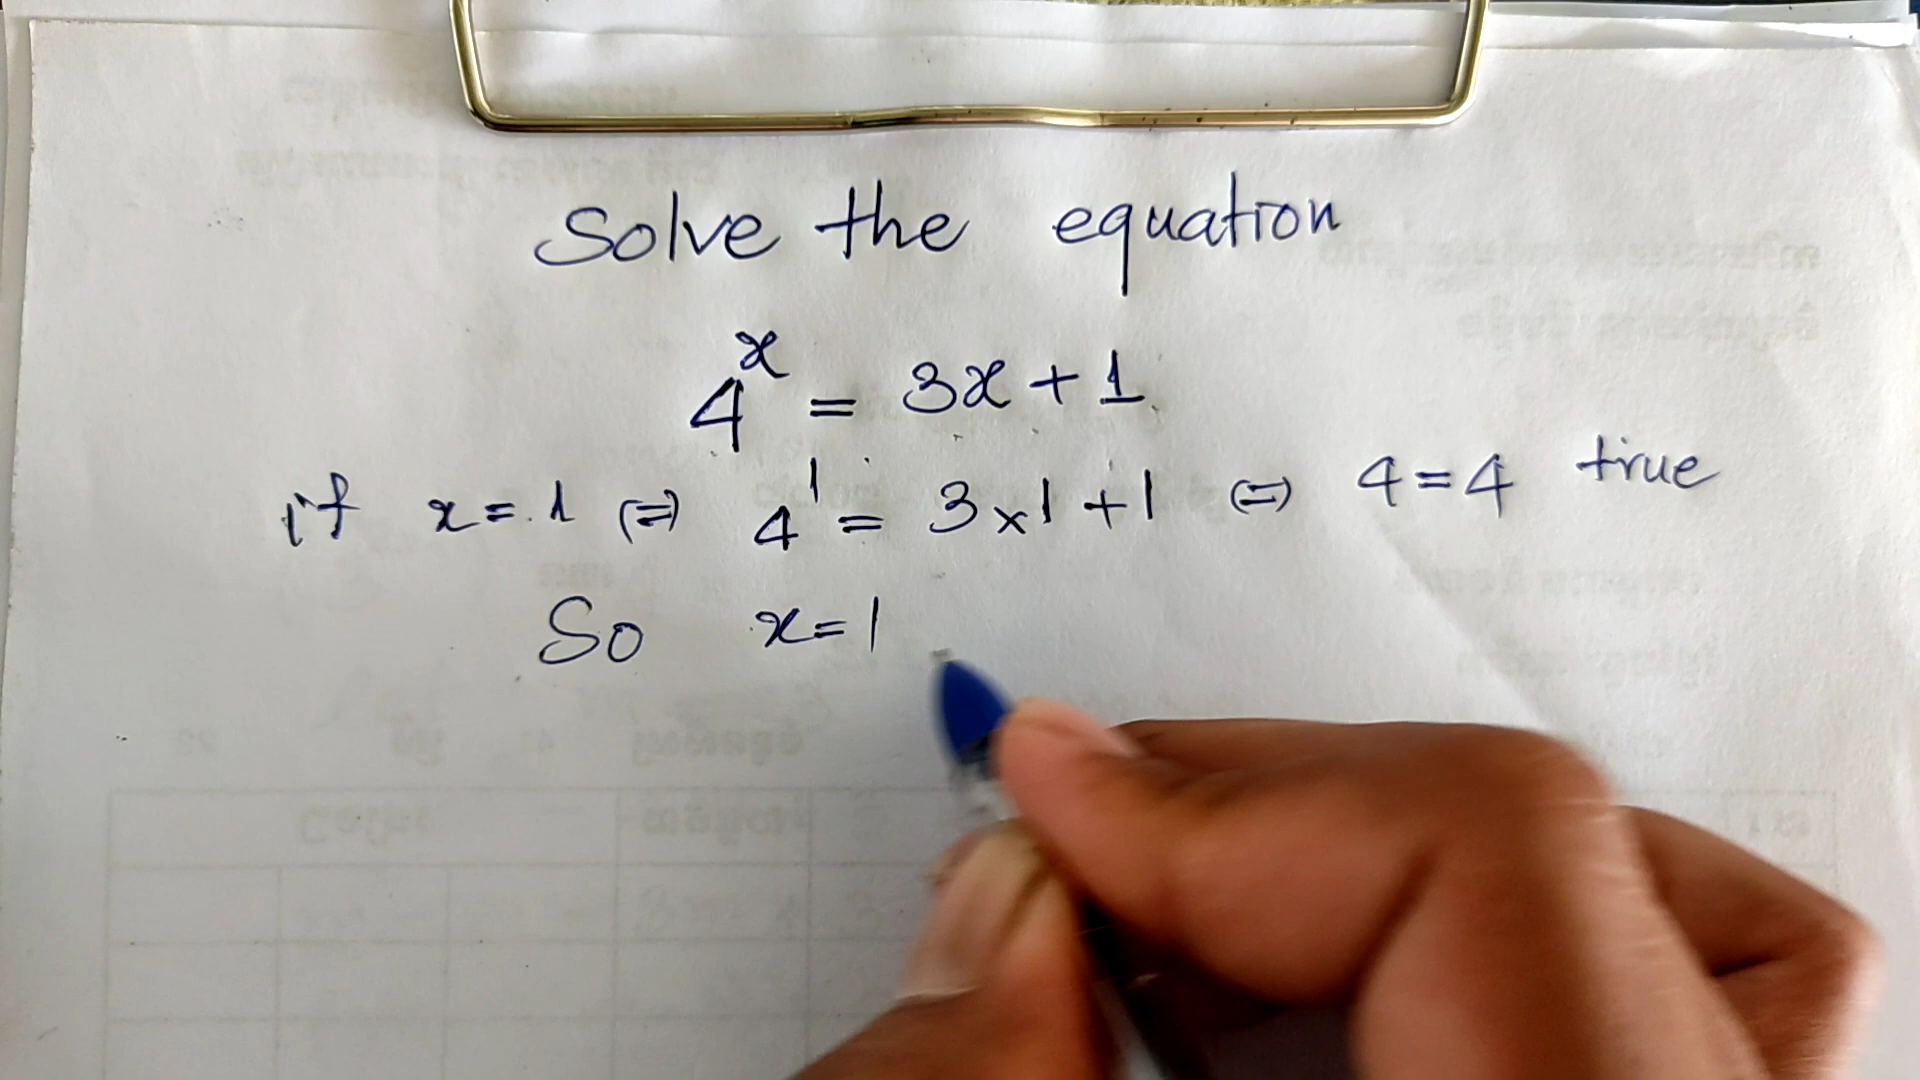 Solve the equation
4^x = 3x + 1
if x = 1 (=) 4^1 = 3 x 1 + 1 (=) 4 = 4 true
So x = 1